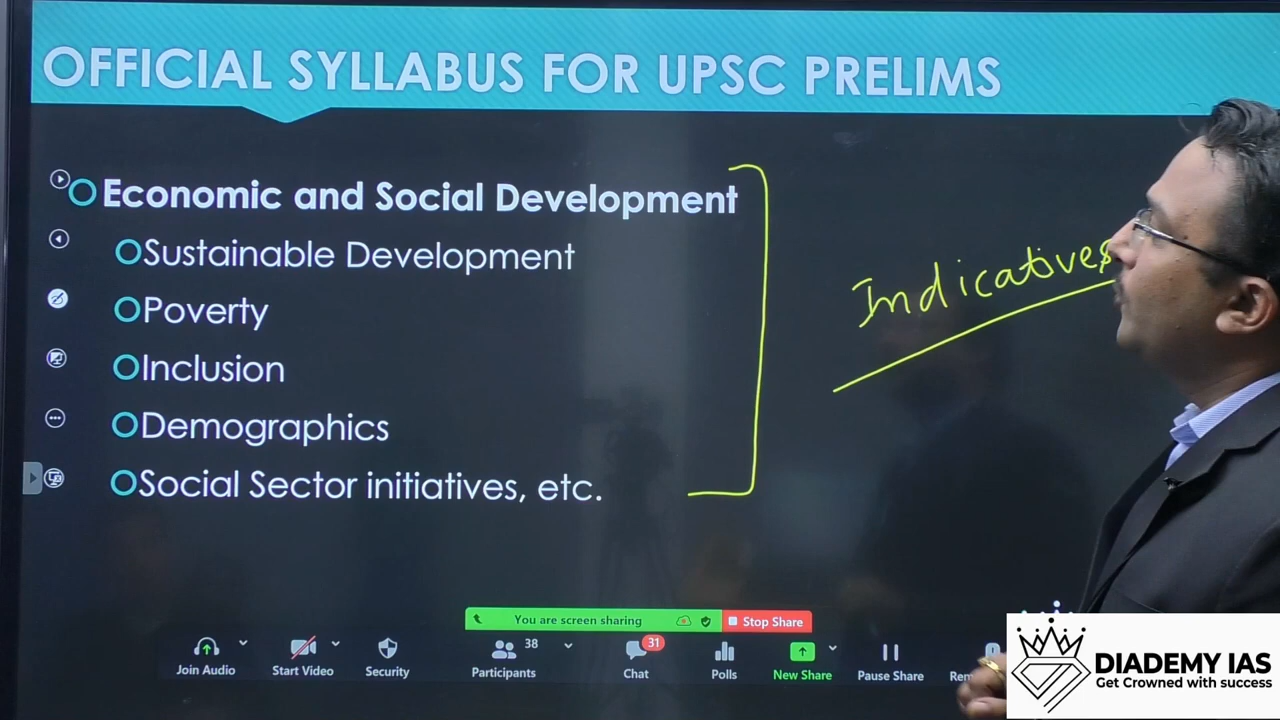 OFFICIAL SYLLABUS FOR UPSC PRELIMS
Economic and Social Development
Sustainable Development
Poverty
Inclusion
Demographics
Social Sector initiatives, etc.
Indicatives
You are screen sharing
Stop Share
Join Audio
Start Video
Security
38
Participants
31
Chat
Polls
New Share
Pause Share
DIADEMY IAS
Get Crowned with success